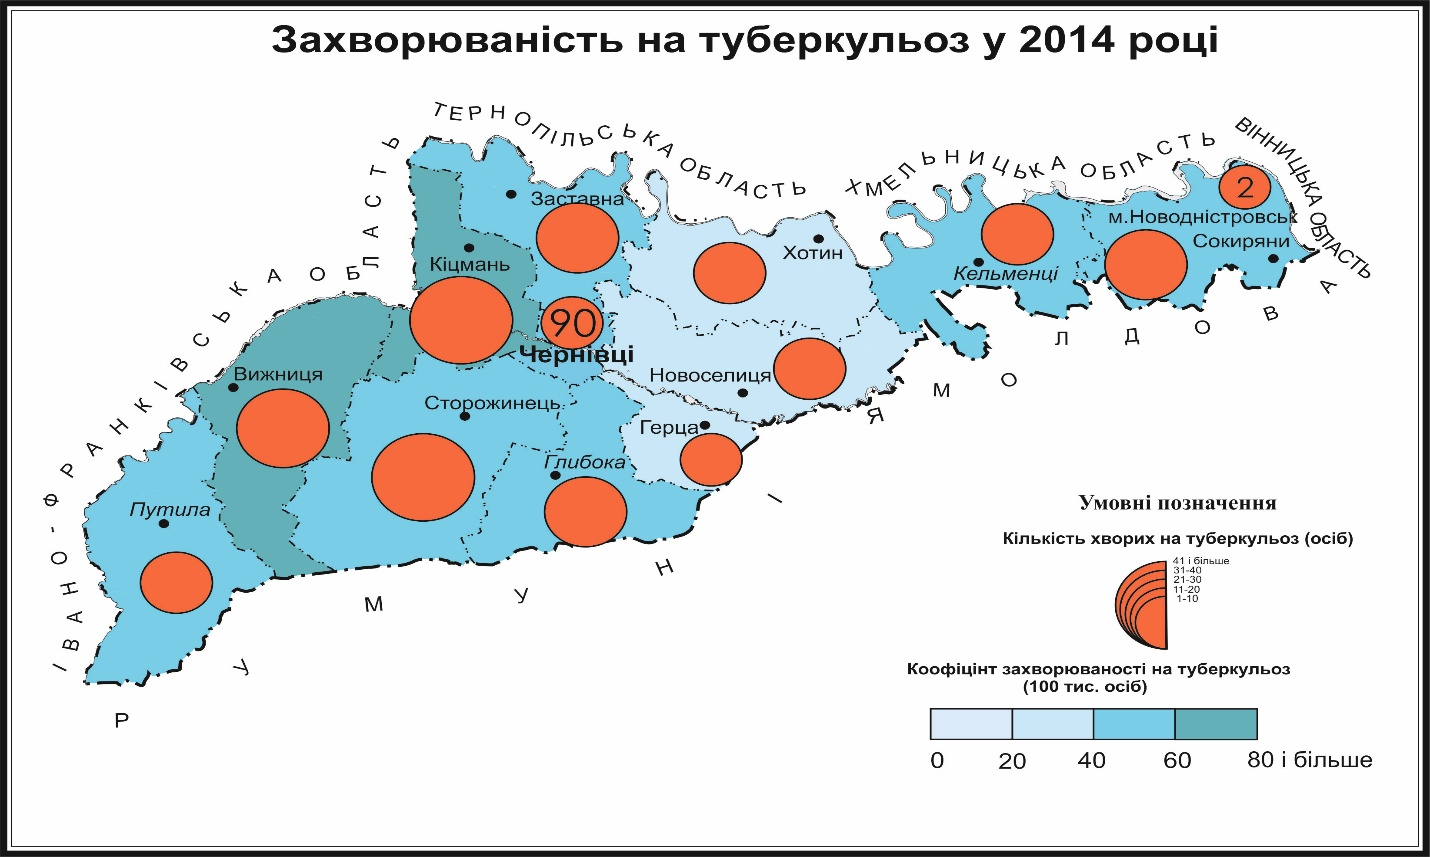 Захворюваність на туберкульоз у 2014 році
ТЕРНОПІЛЬСЬКА ОБЛАСТЬ
ХМЕЛЬНИЦЬКА ОБЛАСТЬ
ВІННИЦЬКА ОБЛАСТЬ
ІВАНО-ФРАНКІВСЬКА ОБЛАСТЬ
2
Заставна
м.Новодністровськ
Сокиряни
Хотин
Кіцмань
Кельменці
90
Чернівці
Вижниця
Новоселиця
Сторожинець
Герца
Глибока
Путила
МОЛДОВА
РУМУНІЯ
Умовні позначення
Кількість хворих на туберкульоз (осіб)
41 і більше
31-40
21-30
11-20
1-10
Коофіцінт захворюваності на туберкульоз
(100 тис. осіб)
0 20 40 60 80 і більше